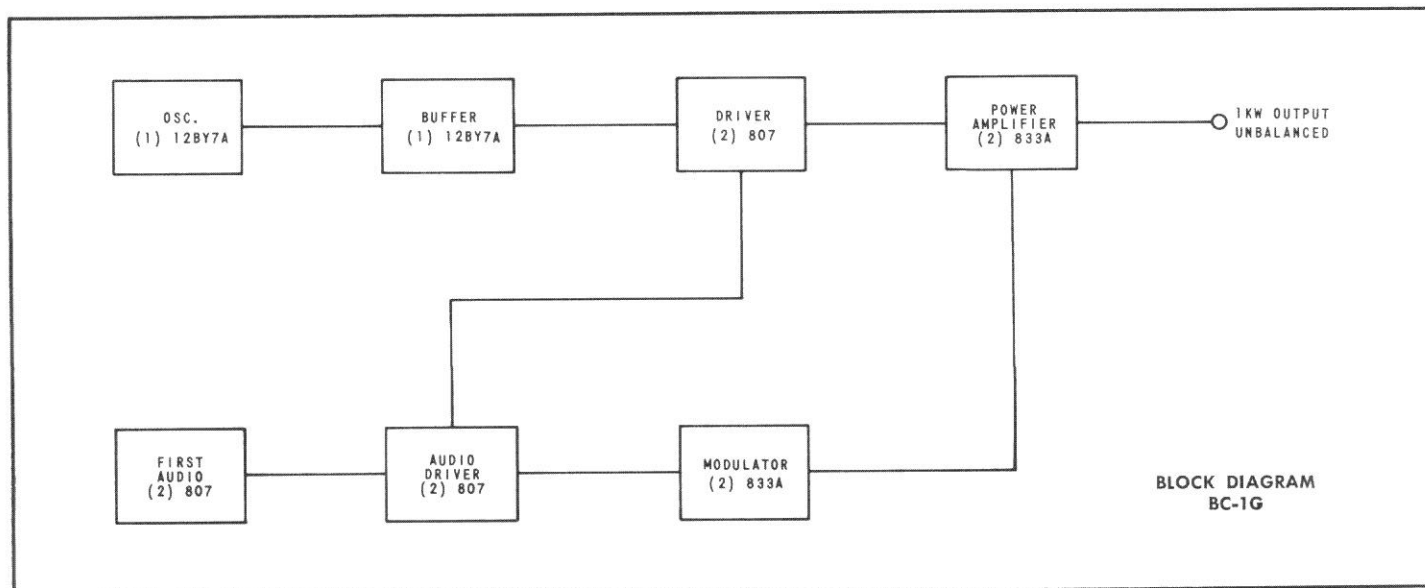 OSC.
(1) 12BY7A
BUFFER
(1) 12BY7A
DRIVER
(2) 807
POWER
AMPLIFIER
(2) 833A
1KW OUTPUT
UNBALANCED
FIRST
AUDIO
(2) 807
AUDIO
DRIVER
(2) 807
MODULATOR
(2) 833A
BLOCK DIAGRAM
BC-1G